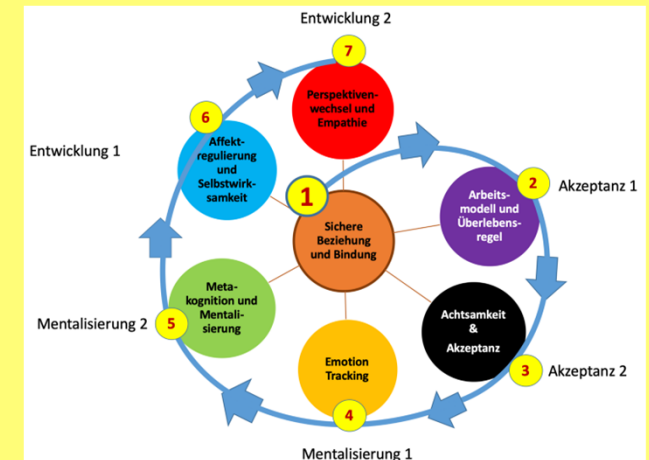 Entwicklung 2
7
Perspektiven-
wechsel und
Empathie
6
Affekt-
regulierung
und
Selbstwirk-
samkeit
Entwicklung 1
1
Sichere
Beziehung
und Bindung
2
Akzeptanz 1
Arbeits-
modell und
Überlebens-
regel
Meta-
kognition und
Mentali-
sierung
Mentalisierung 2
5
Achtsamkeit
&
Akzeptanz
3
Akzeptanz 2
Emotion
Tracking
4
Mentalisierung 1